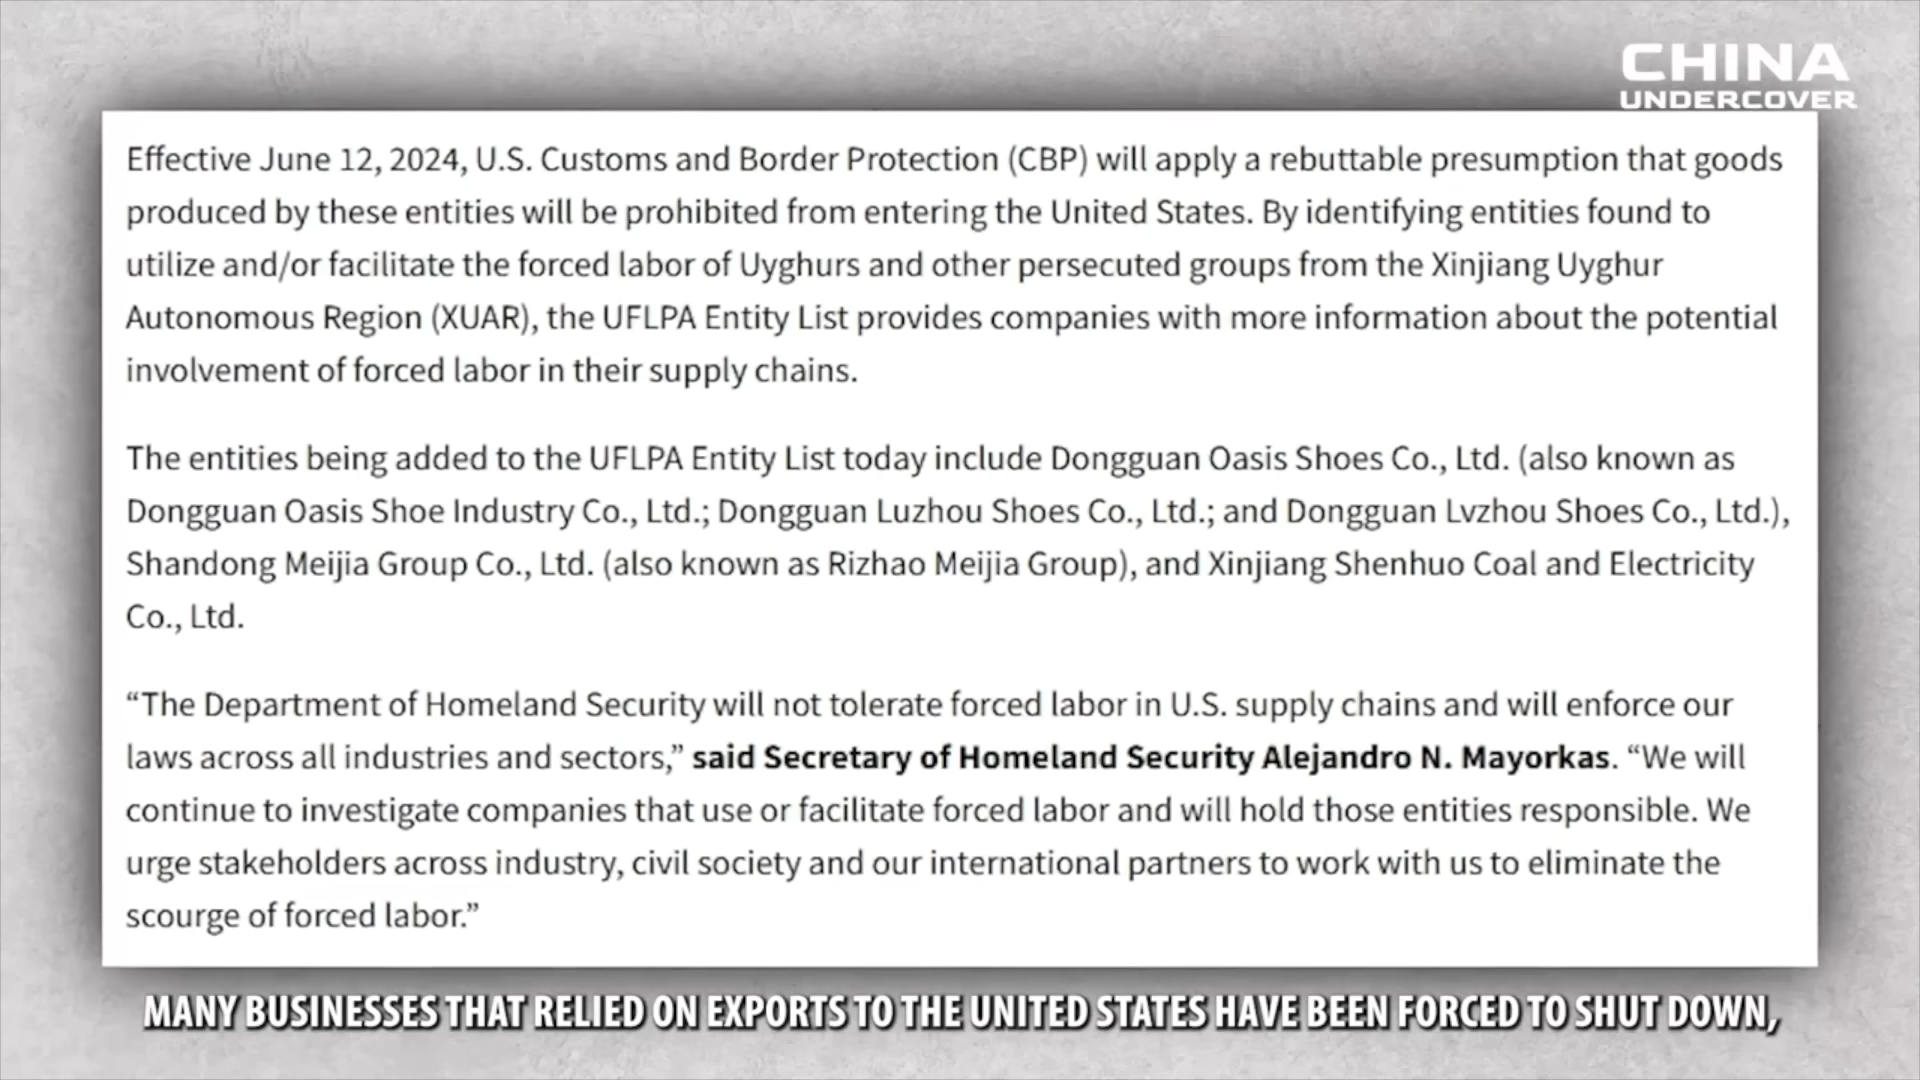 CHINA
UNDERCOVER
Effective June 12, 2024, U.S. Customs and Border Protection (CBP) will apply a rebuttable presumption that goods
produced by these entities will be prohibited from entering the United States. By identifying entities found to
utilize and/or facilitate the forced labor of Uyghurs and other persecuted groups from the Xinjiang Uyghur
Autonomous Region (XUAR), the UFLPA Entity List provides companies with more information about the potential
involvement of forced labor in their supply chains.
The entities being added to the UFLPA Entity List today include Dongguan Oasis Shoes Co., Ltd. (also known as
Dongguan Oasis Shoe Industry Co., Ltd.; Dongguan Luzhou Shoes Co., Ltd.; and Dongguan Lvzhou Shoes Co., Ltd.),
Shandong Meijia Group Co., Ltd. (also known as Rizhao Meijia Group), and Xinjiang Shenhuo Coal and Electricity
Co., Ltd.
“The Department of Homeland Security will not tolerate forced labor in U.S. supply chains and will enforce our
laws across all industries and sectors,” said Secretary of Homeland Security Alejandro N. Mayorkas. “We will
continue to investigate companies that use or facilitate forced labor and will hold those entities responsible. We
urge stakeholders across industry, civil society and our international partners to work with us to eliminate the
scourge of forced labor.”
MANY BUSINESSES THAT RELIED ON EXPORTS TO THE UNITED STATES HAVE BEEN FORCED TO SHUT DOWN,